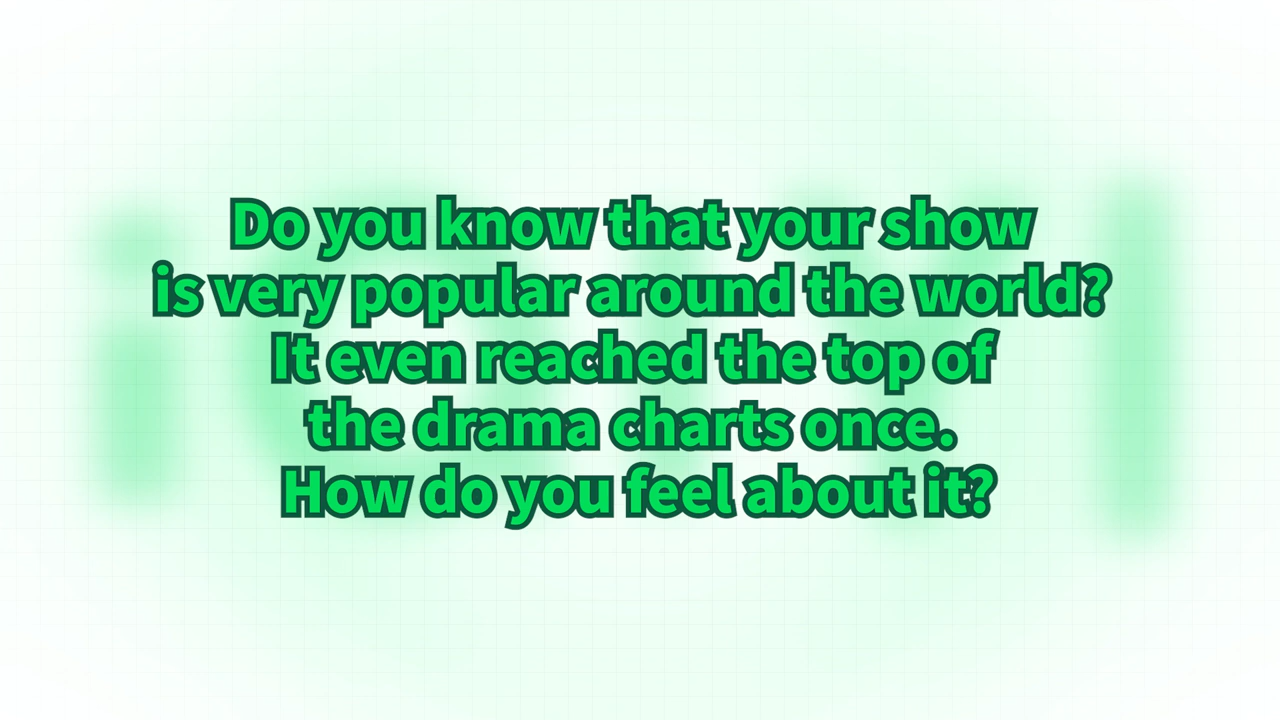 Do you know that your show
is very popular around the world?
It even reached the top of
the drama charts once.
How do you feel about it?